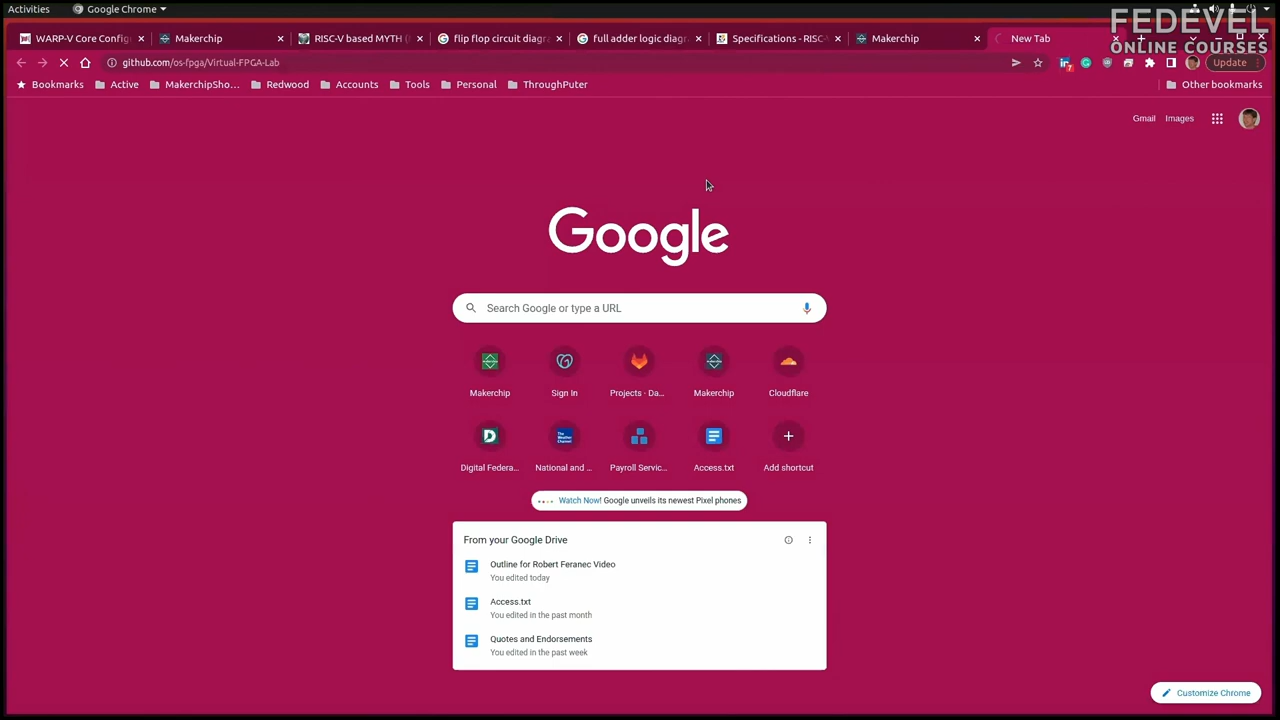 Activities
Google Chrome
FEDEVEL
ONLINE COURSES
WARP-V Core Config
Makerchip
RISC-V based MYTH (
flip flop circuit diagra
full adder logic diagra
Specifications - RISC-
Makerchip
New Tab
github.com/os-fpga/Virtual-FPGA-Lab
7
Update
Bookmarks
Active
MakerchipSho...
Redwood
Accounts
Tools
Personal
ThroughPuter
Other bookmarks
Gmail
Images
Google
Search Google or type a URL
Makerchip
Sign In
Projects · Da...
Makerchip
Cloudflare
Digital Federa...
National and ...
Payroll Servic...
Access.txt
Add shortcut
Watch Now! Google unveils its newest Pixel phones
From your Google Drive
Outline for Robert Feranec Video
You edited today
Access.txt
You edited in the past month
Quotes and Endorsements
You edited in the past week
Customize Chrome